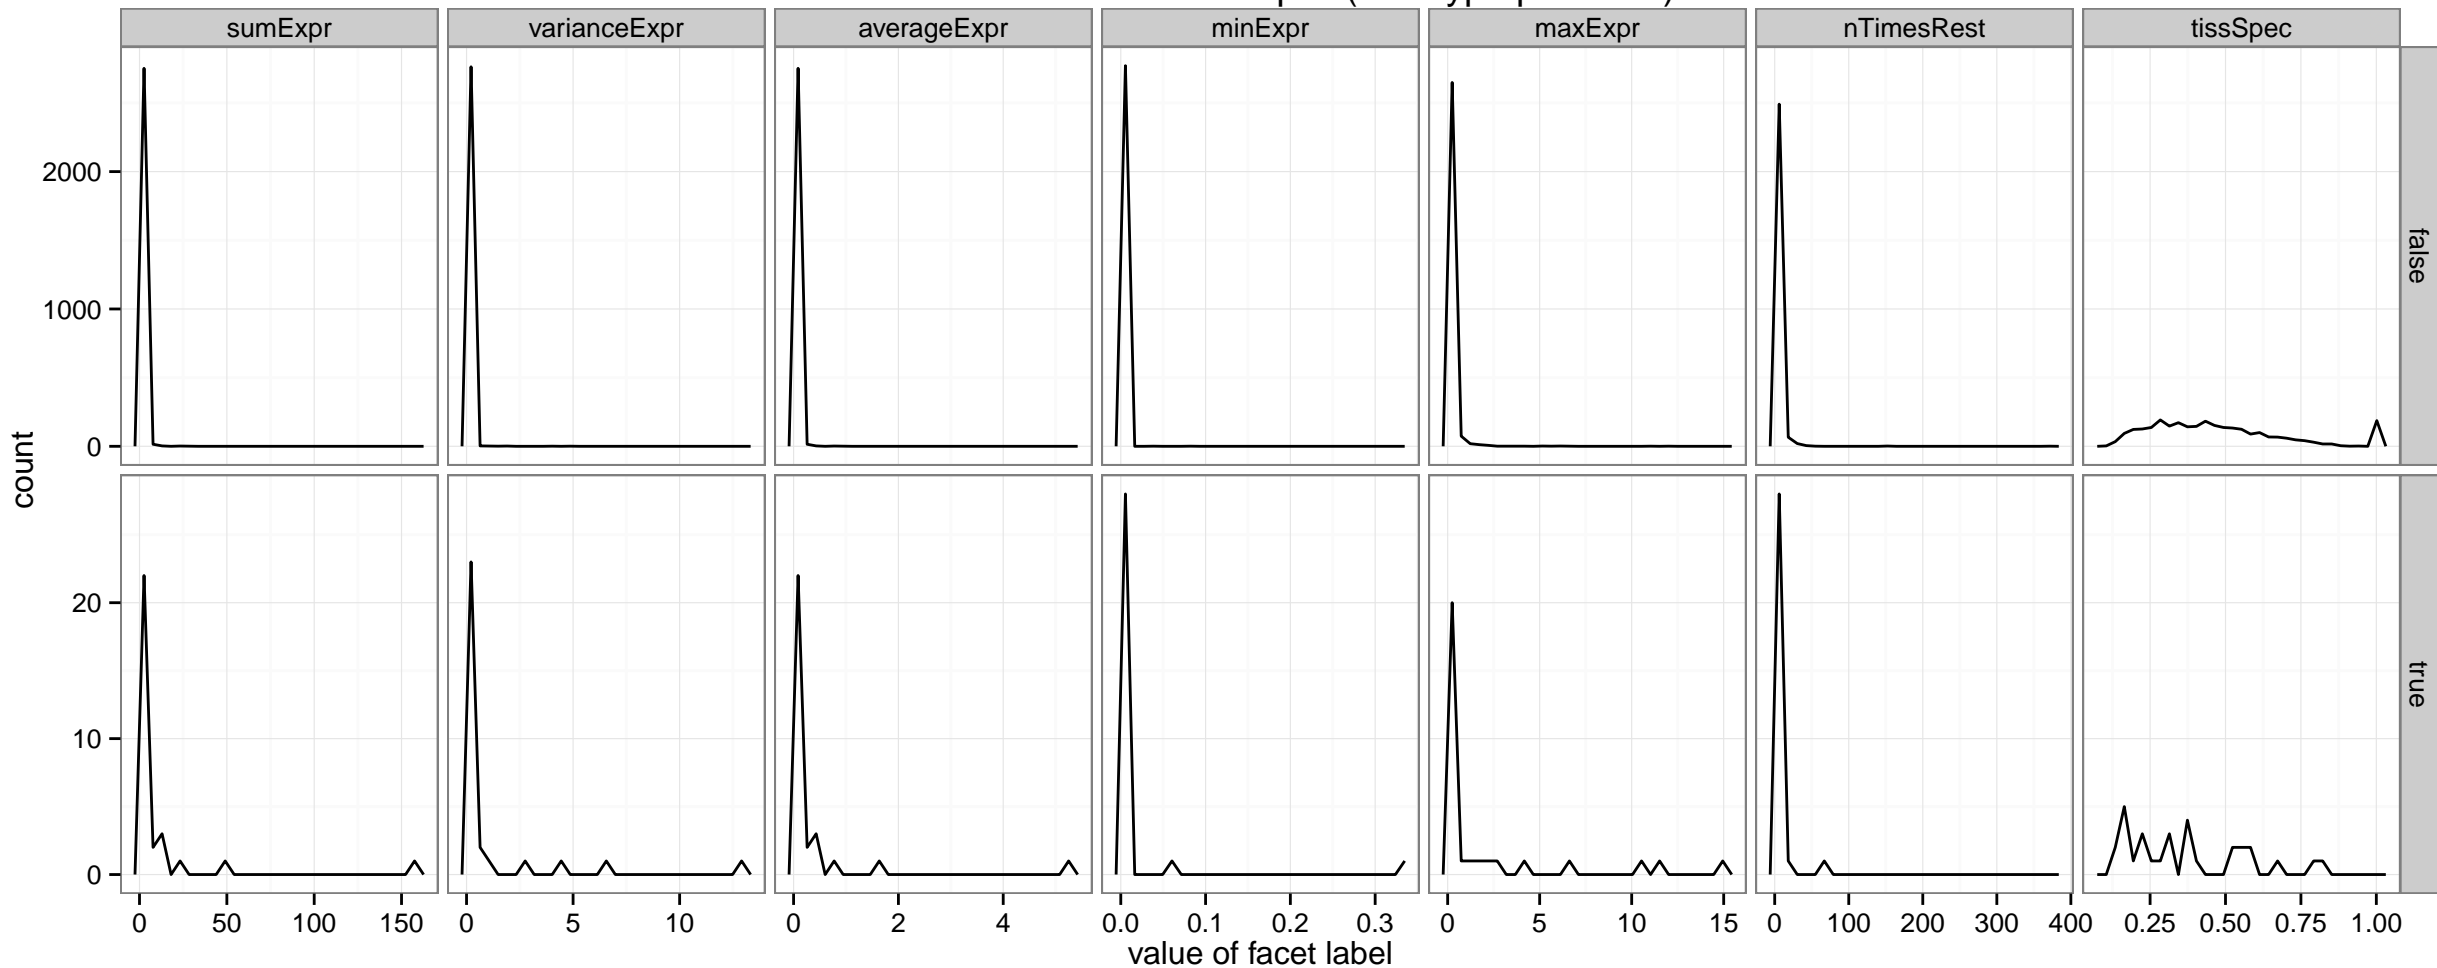 sumExpr varianceExpr averageExpr minExpr maxExpr nTimesRest tissSpec
2000
1000
0
false
count
20
10
0
true
0 50 100 150 0 5 10 0 2 4 0.0 0.1 0.2 0.3 0 5 10 15 0 100 200 300 400 0.25 0.50 0.75 1.00
value of facet label